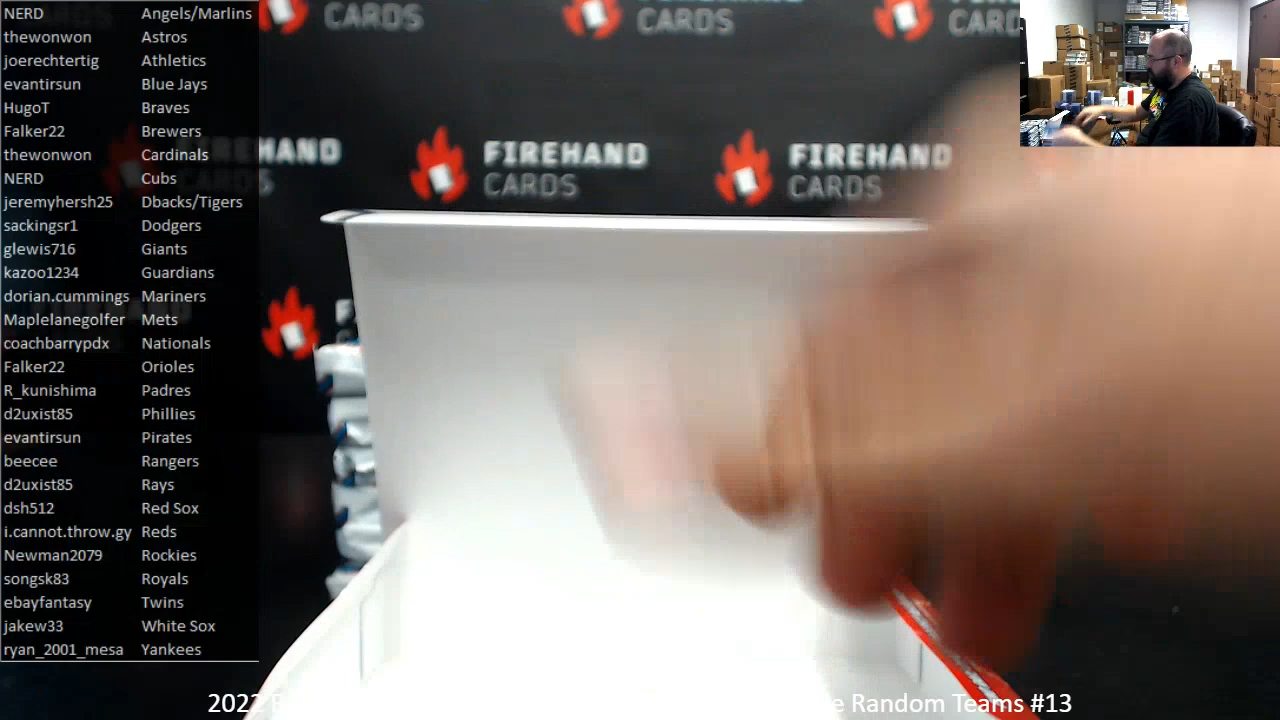 NERD Angels/Marlins
thewonwon Astros
joerechtertig Athletics
evantirsun Blue Jays
HugoT Braves
Falker22 Brewers
thewonwon Cardinals
NERD Cubs
jeremyhersh25 Dbacks/Tigers
sackingsr1 Dodgers
glewis716 Giants
kazoo1234 Guardians
dorian.cummings Mariners
Maplelanegolfer Mets
coachbarrypdx Nationals
Falker22 Orioles
R_kunishima Padres
d2uxist85 Phillies
evantirsun Pirates
beecee Rangers
d2uxist85 Rays
dsh512 Red Sox
i.cannot.throw.gy Reds
Newman2079 Rockies
songsk83 Royals
ebayfantasy Twins
jakew33 White Sox
ryan_2001_mesa Yankees
CARDS
CARDS
FIREHAND
CARDS
FIREHAND
CARDS
Random Teams #13